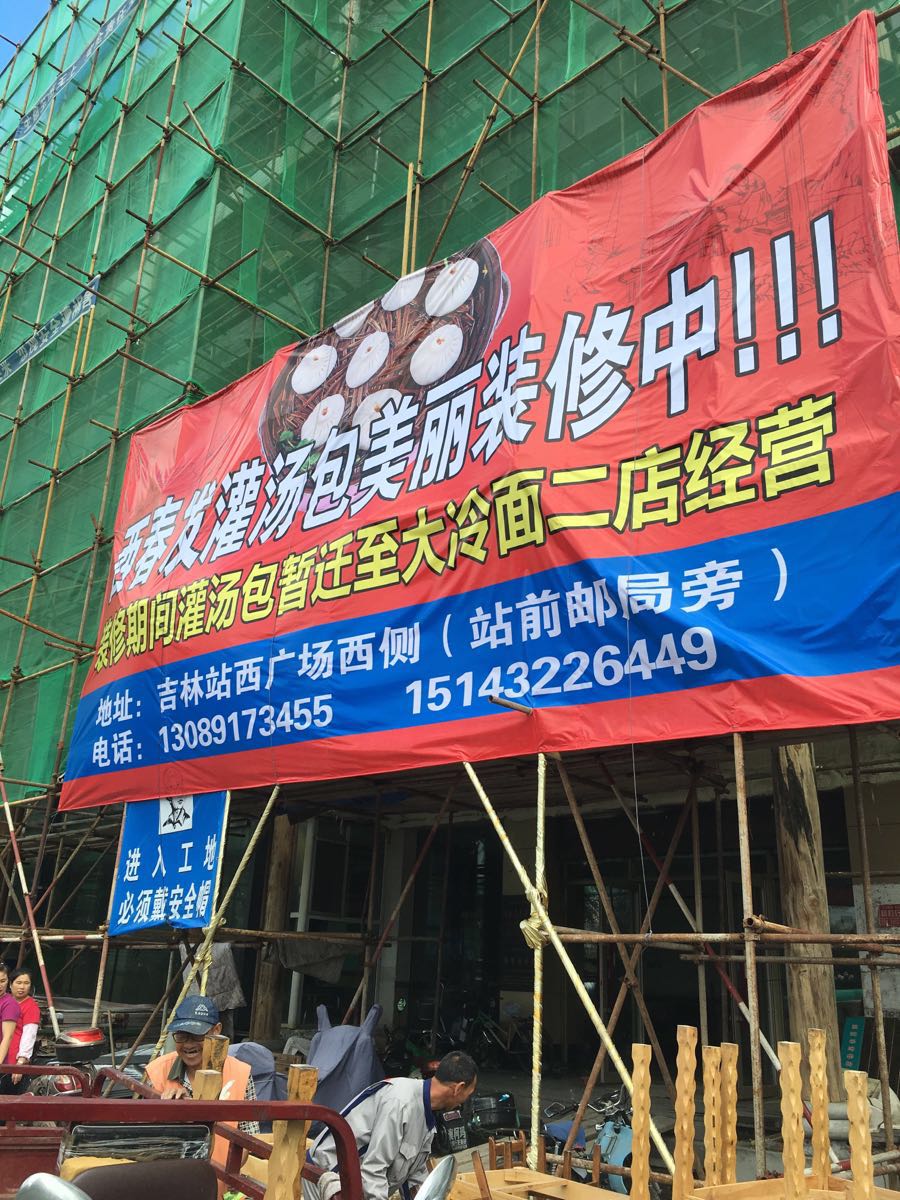 西春发灌汤包美丽装修中!!!
装修期间灌汤包暂迁至大冷面二店经营
地址：吉林站西广场西侧（站前邮局旁）
电话：13089173455 15143226449
进入工地
必须戴安全帽